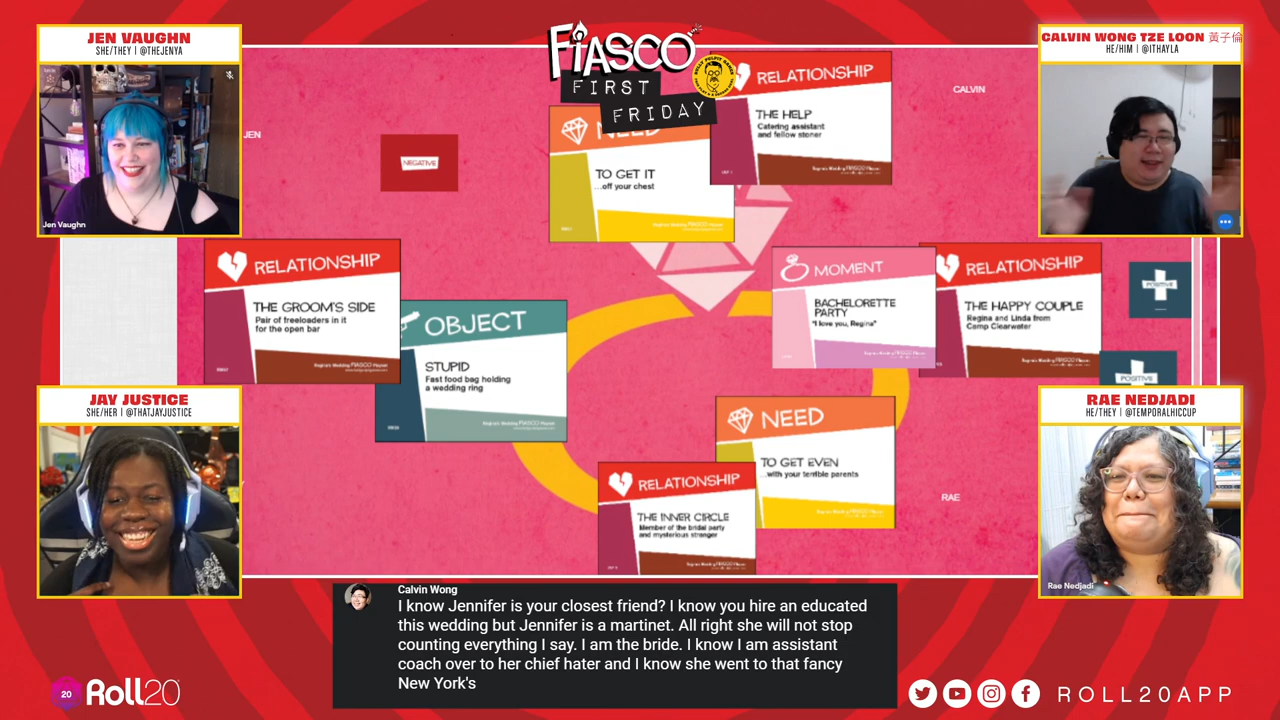 JEN VAUGHN
SHE/THEY | @THEJENYA
Jen Vaughn
FIASCO
FIRST
FRIDAY
CALVIN WONG TZE LOON 黃子倫
HE/HIM | @ITHAYLA
JEN
CALVIN
NEGATIVE
NEED
TO GET IT
...off your chest
RELATIONSHIP
THE HELP
Catering assistant
and fellow stoner
RELATIONSHIP
THE GROOM'S SIDE
Pair of freeloaders in it
for the open bar
OBJECT
STUPID
Fast food bag holding
a wedding ring
MOMENT
BACHELORETTE
PARTY
"I love you, Regina"
RELATIONSHIP
THE HAPPY COUPLE
Regina and Linda from
Camp Clearwater
POSITIVE
POSITIVE
JAY JUSTICE
SHE/HER | @THATJAYJUSTICE
RELATIONSHIP
THE INNER CIRCLE
Member of the bridal party
and mysterious stranger
NEED
TO GET EVEN
...with your terrible parents
RAE
RAE NEDJADI
HE/THEY | @TEMPORALHICCUP
Rae Nedjadi
Calvin Wong
I know Jennifer is your closest friend? I know you hire an educated
this wedding but Jennifer is a martinet. All right she will not stop
counting everything I say. I am the bride. I know I am assistant
coach over to her chief hater and I know she went to that fancy
New York's
20
Roll20
ROLL20APP